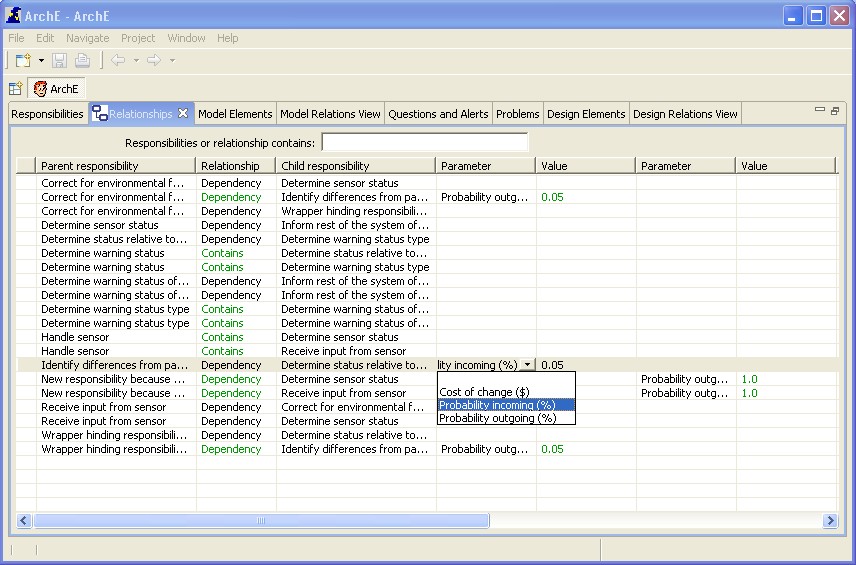 ArchE - ArchE
File Edit Navigate Project Window Help
ArchE
Responsibilities Relationships Model Elements Model Relations View Questions and Alerts Problems Design Elements Design Relations View
Responsibilities or relationship contains:
Parent responsibility Relationship Child responsibility Parameter Value Parameter Value
Correct for environmental f... Dependency Determine sensor status
Correct for environmental f... Dependency Identify differences from pa... Probability outg... 0.05
Correct for environmental f... Dependency Wrapper hinding responsibili...
Determine sensor status Dependency Inform rest of the system of...
Determine status relative to... Dependency Determine warning status type
Determine warning status Contains Determine status relative to...
Determine warning status Contains Determine warning status type
Determine warning status of... Dependency Inform rest of the system of...
Determine warning status of... Dependency Inform rest of the system of...
Determine warning status type Contains Determine warning status of...
Determine warning status type Contains Determine warning status of...
Handle sensor Contains Determine sensor status
Handle sensor Contains Receive input from sensor
Identify differences from pa... Dependency Determine status relative to... lity incoming (%) 0.05
New responsibility because ... Dependency Determine sensor status Probability outg... 1.0
Cost of change ($)
New responsibility because ... Dependency Receive input from sensor Probability outg... 1.0
Probability incoming (%)
Receive input from sensor Dependency Correct for environmental f...
Probability outgoing (%)
Receive input from sensor Dependency Determine sensor status
Wrapper hinding responsibili... Dependency Determine status relative to...
Wrapper hinding responsibili... Dependency Identify differences from pa... Probability outg... 0.05